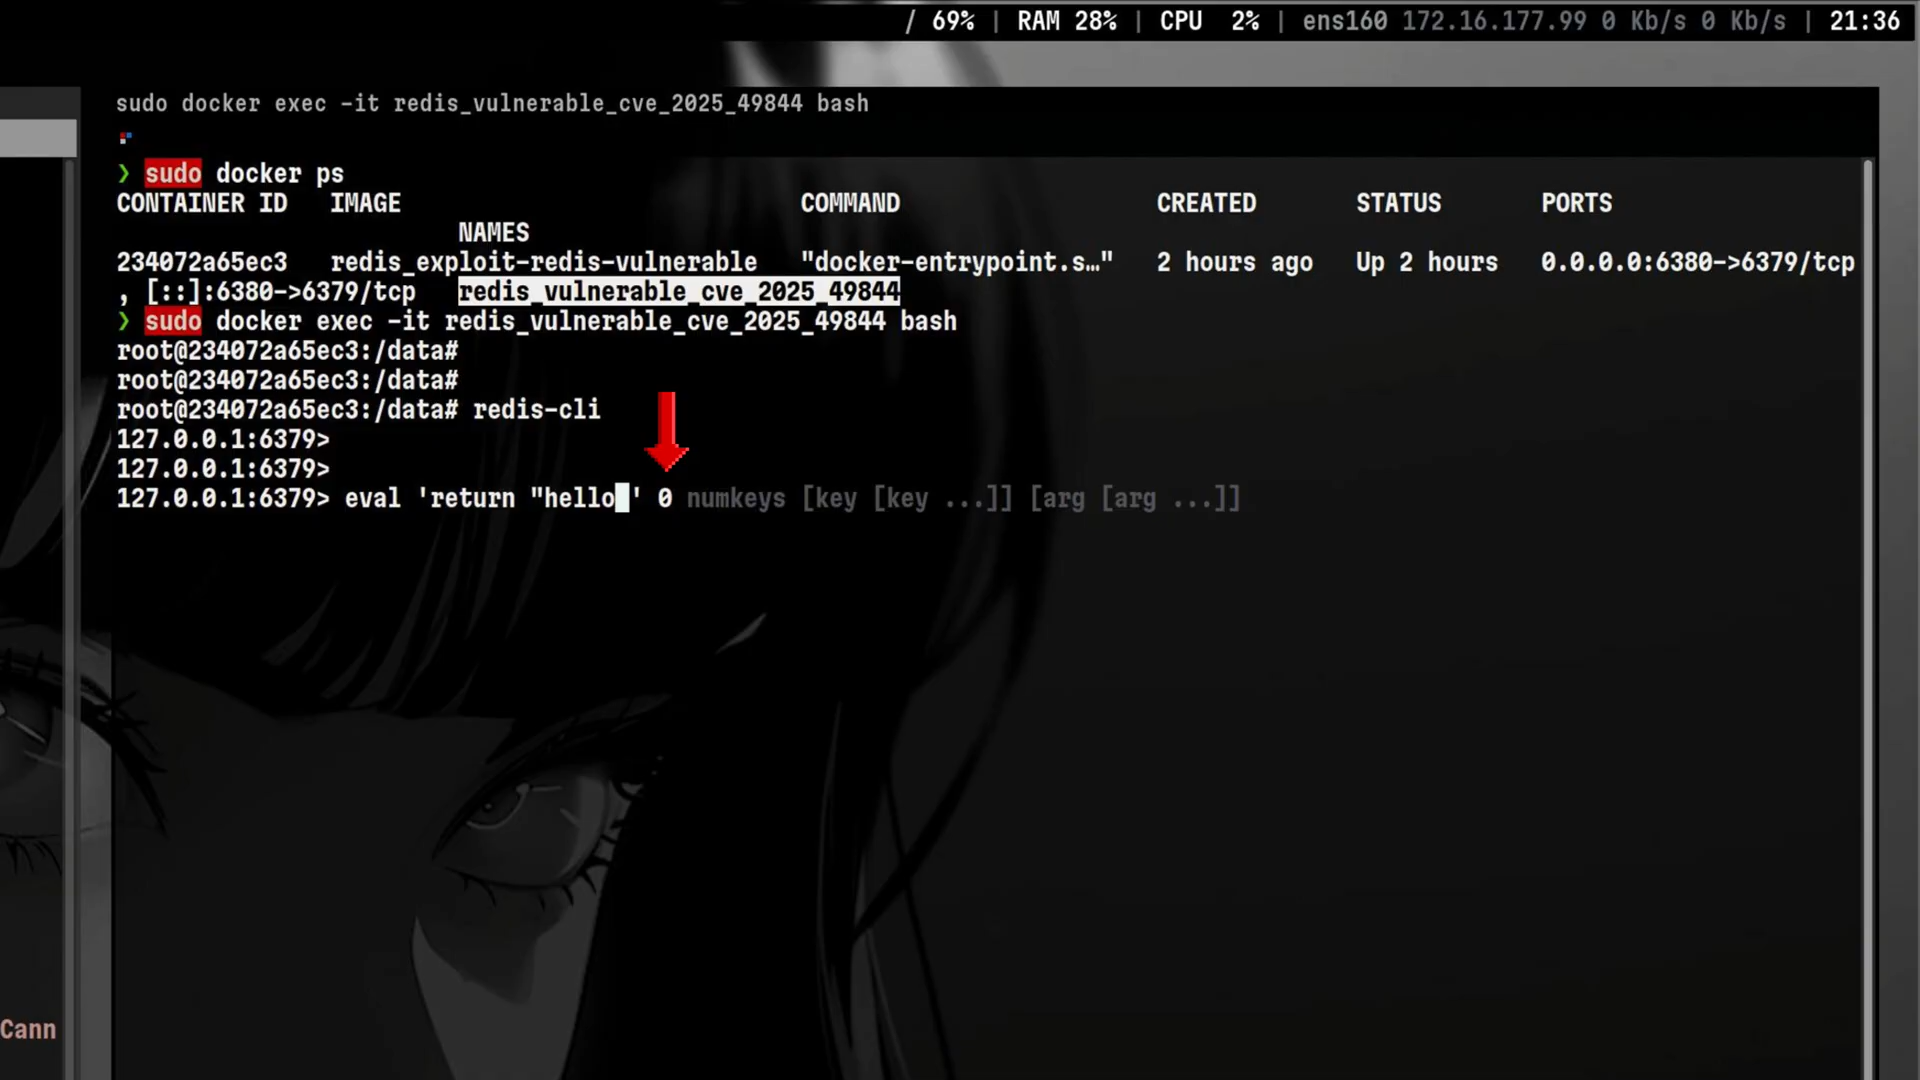 / 69% | RAM 28% | CPU 2% | ens160 172.16.177.99 0 Kb/s 0 Kb/s | 21:36
sudo docker exec -it redis_vulnerable_cve_2025_49844 bash
❯ sudo docker ps
CONTAINER ID IMAGE COMMAND CREATED STATUS PORTS
NAMES
234072a65ec3 redis_exploit-redis-vulnerable "docker-entrypoint.s…" 2 hours ago Up 2 hours 0.0.0.0:6380->6379/tcp
, [::]:6380->6379/tcp redis_vulnerable_cve_2025_49844
❯ sudo docker exec -it redis_vulnerable_cve_2025_49844 bash
root@234072a65ec3:/data#
root@234072a65ec3:/data#
root@234072a65ec3:/data# redis-cli
127.0.0.1:6379>
127.0.0.1:6379>
127.0.0.1:6379> eval 'return "hello ' 0 numkeys [key [key ...]] [arg [arg ...]]
Cann